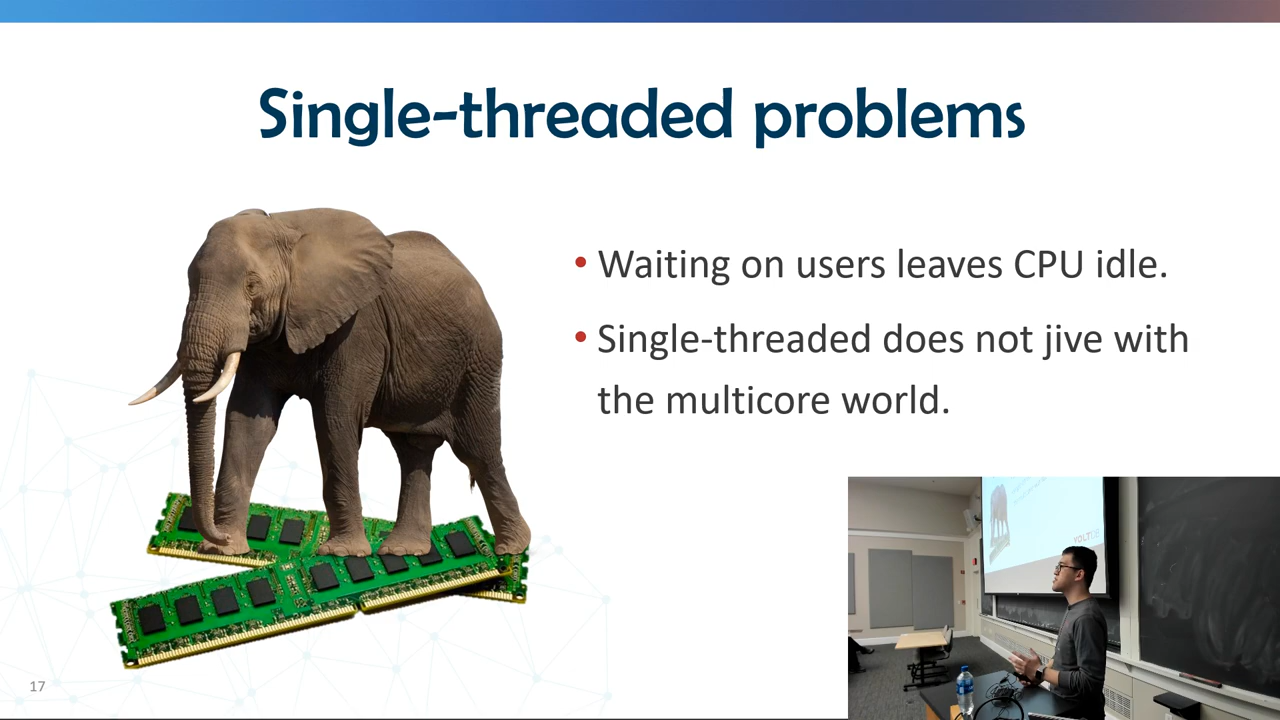 Single-threaded problems
• Waiting on users leaves CPU idle.
• Single-threaded does not jive with
the multicore world.
VOLTDB
17